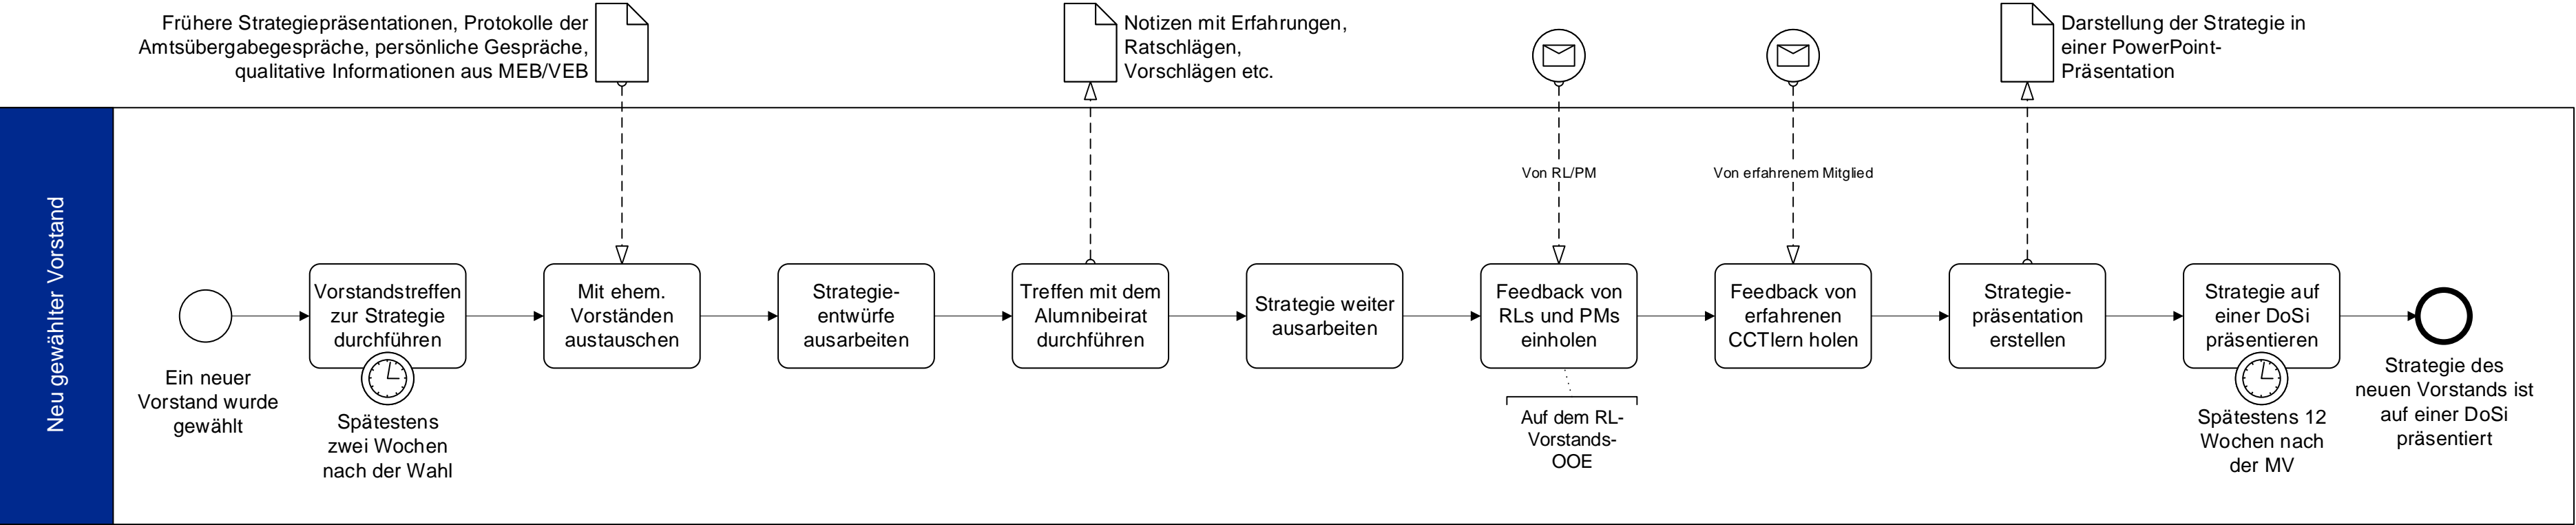 Frühere Strategiepräsentationen, Protokolle der
Amtsübergabegespräche, persönliche Gespräche,
qualitative Informationen aus MEB/VEB
Notizen mit Erfahrungen,
Ratschlägen,
Vorschlägen etc.
Darstellung der Strategie in
einer PowerPoint-
Präsentation
Von RL/PM
Von erfahrenem Mitglied
Neu gewählter Vorstand
Ein neuer
Vorstand wurde
gewählt
Vorstandstreffen
zur Strategie
durchführen
Spätestens
zwei Wochen
nach der Wahl
Mit ehem.
Vorständen
austauschen
Strategie-
entwürfe
ausarbeiten
Treffen mit dem
Alumnibeirat
durchführen
Strategie weiter
ausarbeiten
Feedback von
RLs und PMs
einholen
Auf dem RL-
Vorstands-
OOE
Feedback von
erfahrenen
CCTlern holen
Strategie-
präsentation
erstellen
Strategie auf
einer DoSi
präsentieren
Spätestens 12
Wochen nach
der MV
Strategie des
neuen Vorstands ist
auf einer DoSi
präsentiert